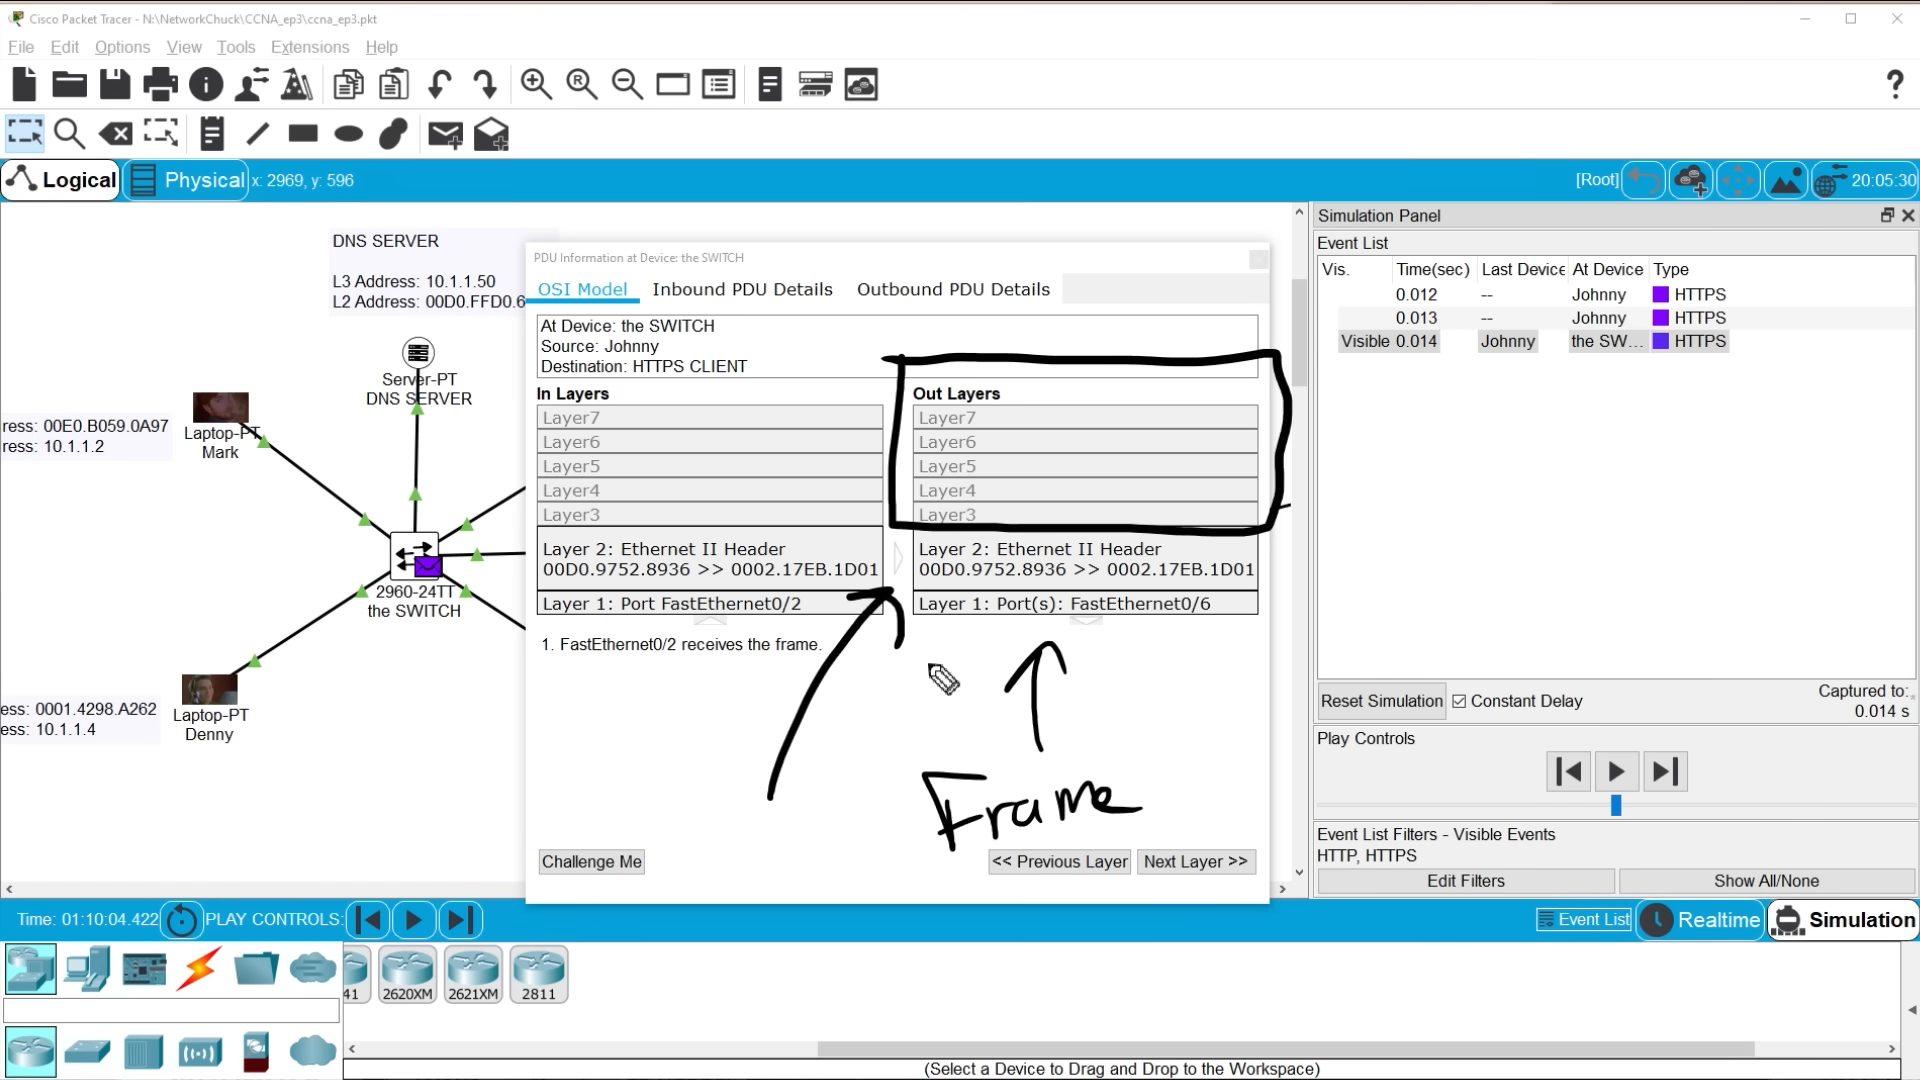 Cisco Packet Tracer - N:\NetworkChuck\CCNA_ep3\ccna_ep3.pkt
File Edit Options View Tools Extensions Help
?
Logical Physical x: 2969, y: 596 [Root] 20:05:30
DNS SERVER
L3 Address: 10.1.1.50
L2 Address: 00D0.FFD0.6
Server-PT
DNS SERVER
ress: 00E0.B059.0A97
ress: 10.1.1.2
Laptop-PT
Mark
2960-24TT
the SWITCH
ess: 0001.4298.A262
ess: 10.1.1.4
Laptop-PT
Denny
PDU Information at Device: the SWITCH
OSI Model Inbound PDU Details Outbound PDU Details
At Device: the SWITCH
Source: Johnny
Destination: HTTPS CLIENT
In Layers
Layer7
Layer6
Layer5
Layer4
Layer3
Layer 2: Ethernet II Header
00D0.9752.8936 >> 0002.17EB.1D01
Layer 1: Port FastEthernet0/2
Out Layers
Layer7
Layer6
Layer5
Layer4
Layer3
Layer 2: Ethernet II Header
00D0.9752.8936 >> 0002.17EB.1D01
Layer 1: Port(s): FastEthernet0/6
1. FastEthernet0/2 receives the frame.
Frame
Challenge Me << Previous Layer Next Layer >>
Simulation Panel
Event List
Vis. Time(sec) Last Device At Device Type
0.012 -- Johnny HTTPS
0.013 -- Johnny HTTPS
Visible 0.014 Johnny the SW... HTTPS
Reset Simulation Constant Delay
Captured to:
0.014 s
Play Controls
Event List Filters - Visible Events
HTTP, HTTPS
Edit Filters Show All/None
Time: 01:10:04.422 PLAY CONTROLS: Event List Realtime Simulation
41 2620XM 2621XM 2811
(Select a Device to Drag and Drop to the Workspace)